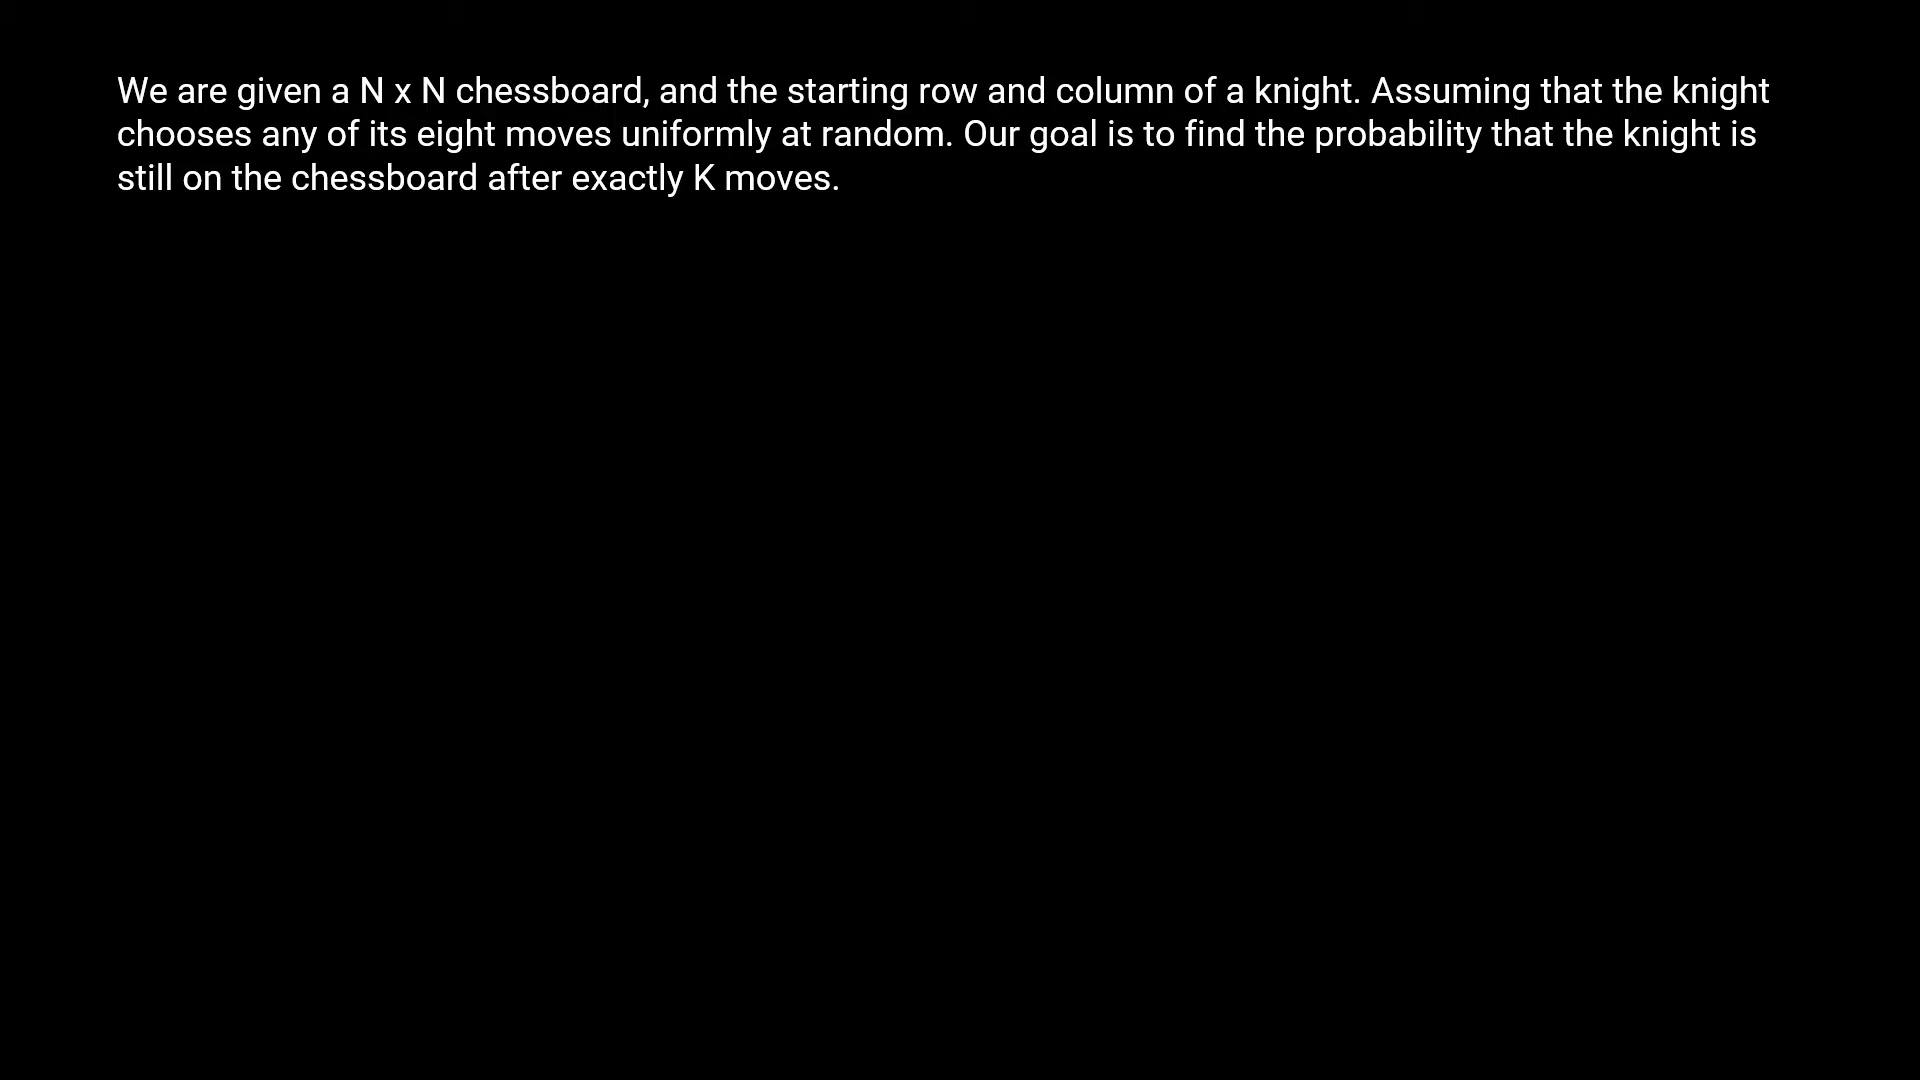 We are given a N x N chessboard, and the starting row and column of a knight. Assuming that the knight
chooses any of its eight moves uniformly at random. Our goal is to find the probability that the knight is
still on the chessboard after exactly K moves.